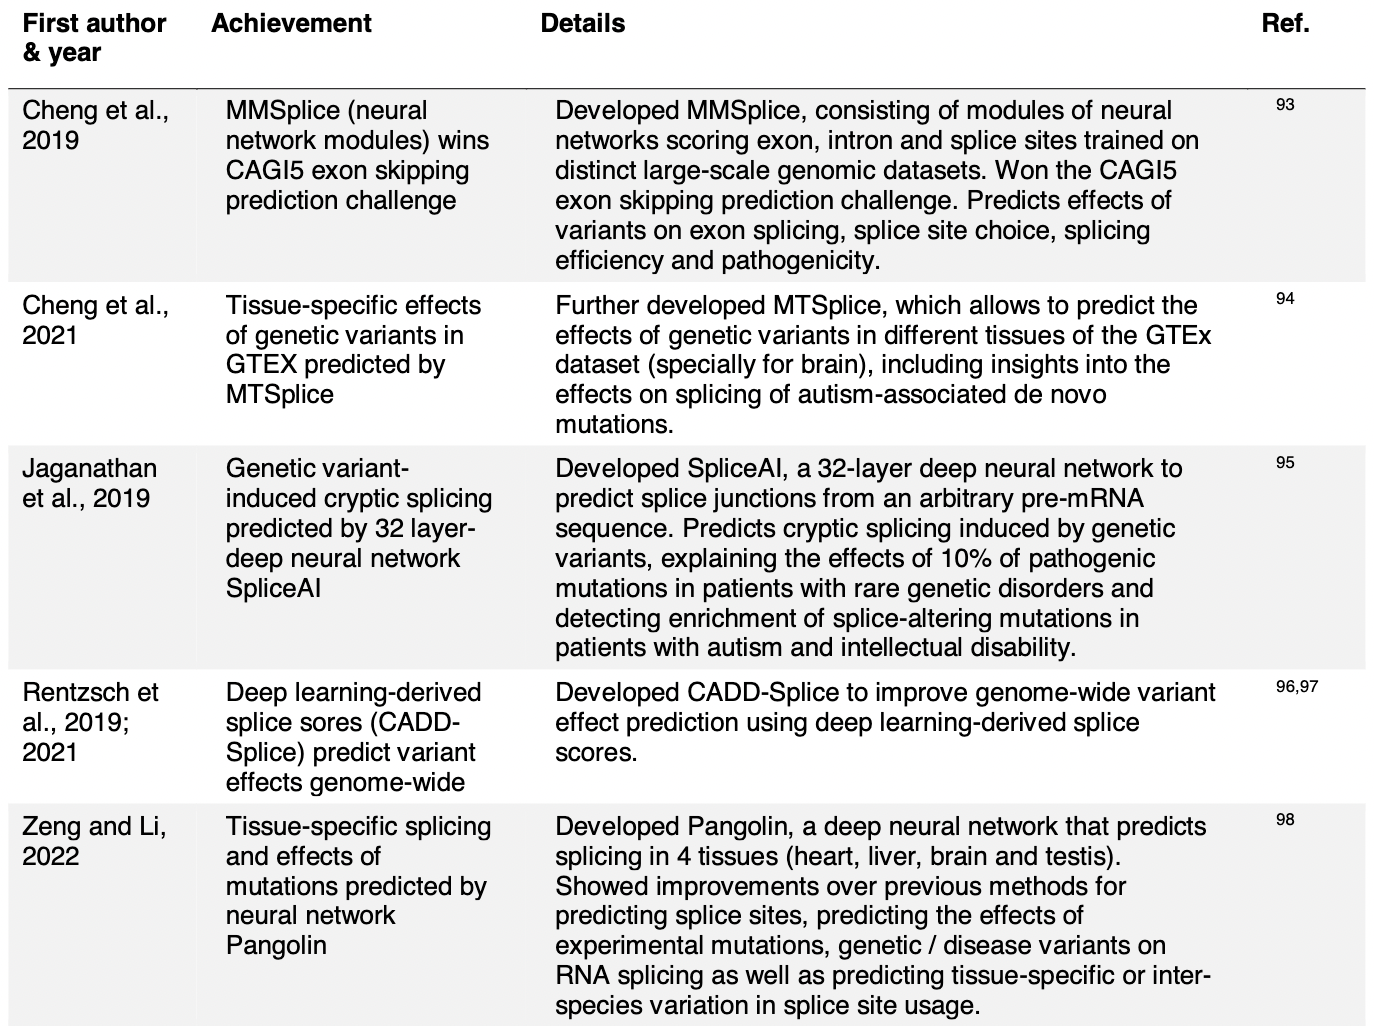 First author
& year
Achievement
Details
Ref.
Cheng et al.,
2019
MMSplice (neural
network modules) wins
CAGI5 exon skipping
prediction challenge
Developed MMSplice, consisting of modules of neural
networks scoring exon, intron and splice sites trained on
distinct large-scale genomic datasets. Won the CAGI5
exon skipping prediction challenge. Predicts effects of
variants on exon splicing, splice site choice, splicing
efficiency and pathogenicity.
93
Cheng et al.,
2021
Tissue-specific effects
of genetic variants in
GTEX predicted by
MTSplice
Further developed MTSplice, which allows to predict the
effects of genetic variants in different tissues of the GTEx
dataset (specially for brain), including insights into the
effects on splicing of autism-associated de novo
mutations.
94
Jaganathan
et al., 2019
Genetic variant-
induced cryptic splicing
predicted by 32 layer-
deep neural network
SpliceAI
Developed SpliceAI, a 32-layer deep neural network to
predict splice junctions from an arbitrary pre-mRNA
sequence. Predicts cryptic splicing induced by genetic
variants, explaining the effects of 10% of pathogenic
mutations in patients with rare genetic disorders and
detecting enrichment of splice-altering mutations in
patients with autism and intellectual disability.
95
Rentzsch et
al., 2019;
2021
Deep learning-derived
splice sores (CADD-
Splice) predict variant
effects genome-wide
Developed CADD-Splice to improve genome-wide variant
effect prediction using deep learning-derived splice
scores.
96,97
Zeng and Li,
2022
Tissue-specific splicing
and effects of
mutations predicted by
neural network
Pangolin
Developed Pangolin, a deep neural network that predicts
splicing in 4 tissues (heart, liver, brain and testis).
Showed improvements over previous methods for
predicting splice sites, predicting the effects of
experimental mutations, genetic / disease variants on
RNA splicing as well as predicting tissue-specific or inter-
species variation in splice site usage.
98